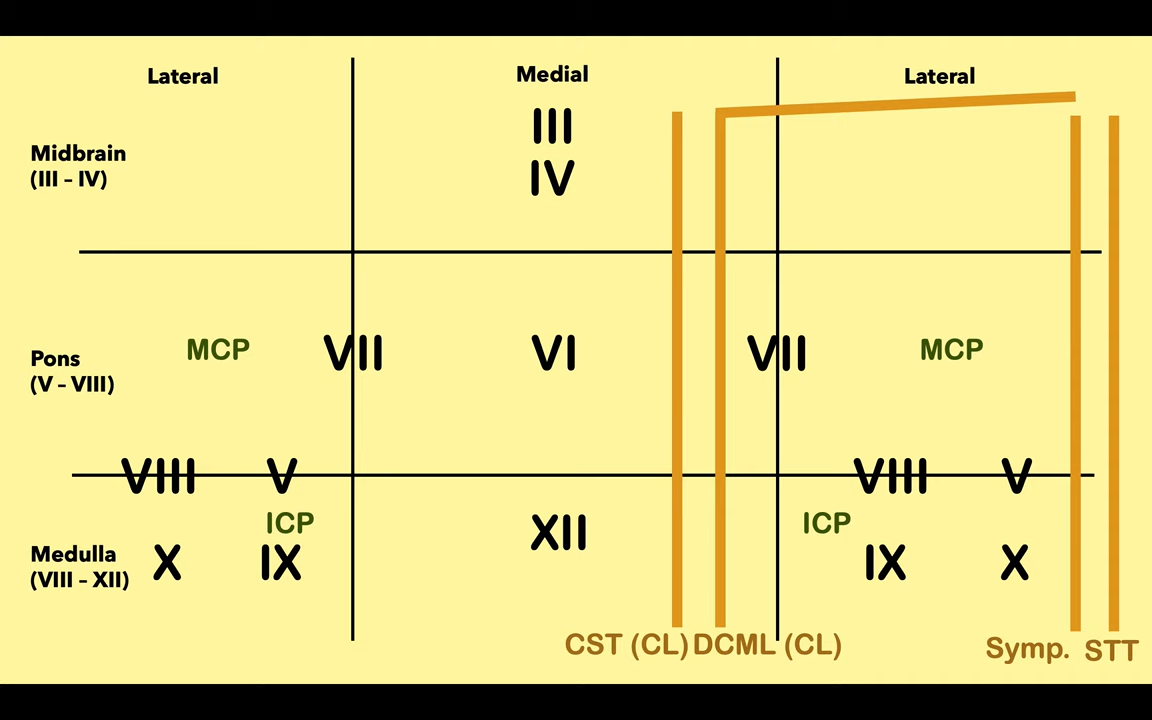 Lateral Medial Lateral
III
Midbrain
(III – IV)
IV
MCP VII VI VII MCP
Pons
(V – VIII)
VIII V VIII V
ICP XII ICP
Medulla
(VIII – XII)
X IX IX X
CST (CL) DCML (CL) Symp. STT